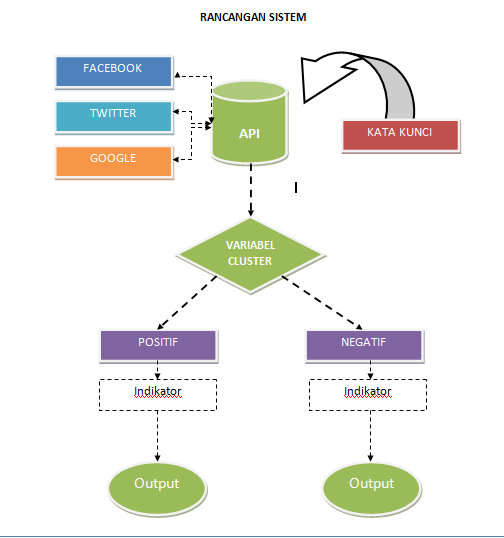 RANCANGAN SISTEM
FACEBOOK
TWITTER
GOOGLE
API
KATA KUNCI
VARIABEL
CLUSTER
POSITIF
NEGATIF
Indikator
Indikator
Output
Output